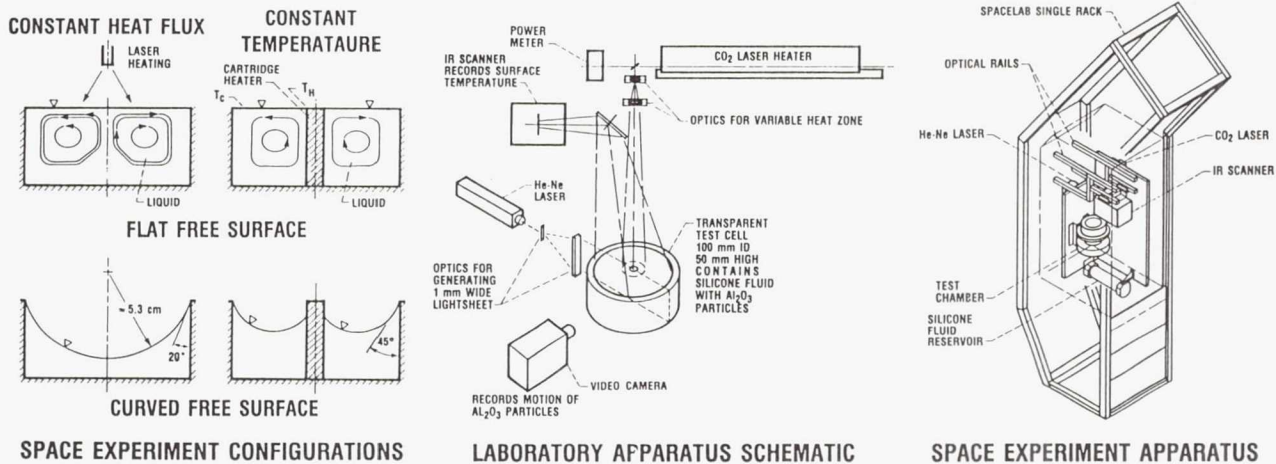 CONSTANT HEAT FLUX
LASER
HEATING
LIQUID
CONSTANT
TEMPERATAURE
CARTRIDGE
HEATER
T_C
T_H
LIQUID
FLAT FREE SURFACE
≈ 5.3 cm
20°
45°
CURVED FREE SURFACE
SPACE EXPERIMENT CONFIGURATIONS
POWER
METER
CO₂ LASER HEATER
IR SCANNER
RECORDS SURFACE
TEMPERATURE
OPTICS FOR VARIABLE HEAT ZONE
He-Ne
LASER
OPTICS FOR
GENERATING
1 mm WIDE
LIGHTSHEET
TRANSPARENT
TEST CELL
100 mm ID
50 mm HIGH
CONTAINS
SILICONE FLUID
WITH Al₂O₃
PARTICLES
VIDEO CAMERA
RECORDS MOTION OF
Al₂O₃ PARTICLES
LABORATORY APPARATUS SCHEMATIC
SPACELAB SINGLE RACK
OPTICAL RAILS
He-Ne LASER
CO₂ LASER
IR SCANNER
TEST
CHAMBER
SILICONE
FLUID
RESERVOIR
SPACE EXPERIMENT APPARATUS